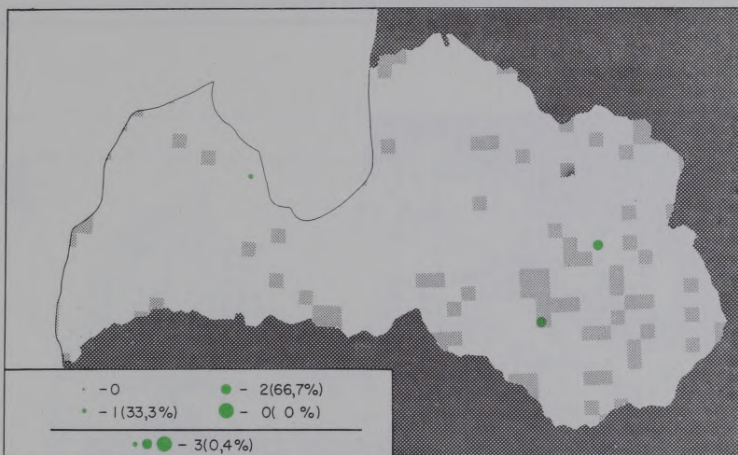 - 0 - 2(66,7%)
- 1(33,3%) - 0( 0 %)
- 3(0,4%)